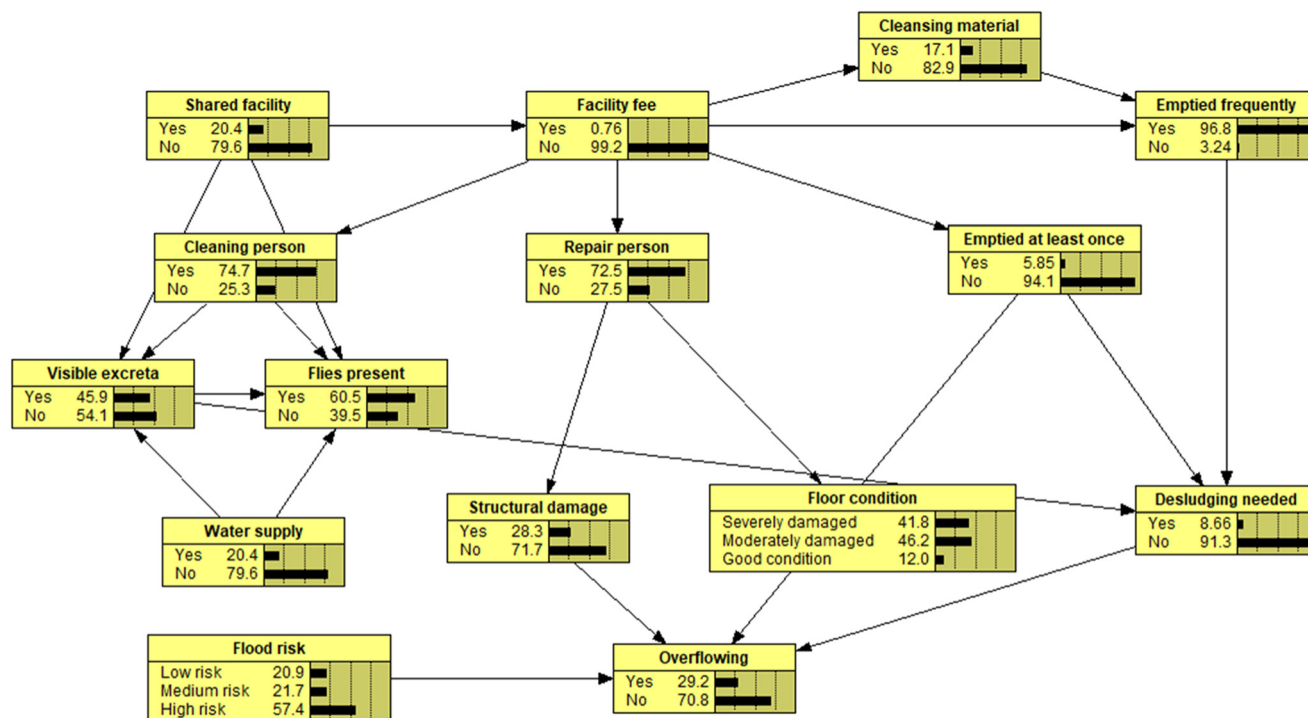 Cleansing material
Yes 17.1
No 82.9
Shared facility
Yes 20.4
No 79.6
Facility fee
Yes 0.76
No 99.2
Emptied frequently
Yes 96.8
No 3.24
Cleaning person
Yes 74.7
No 25.3
Repair person
Yes 72.5
No 27.5
Emptied at least once
Yes 5.85
No 94.1
Visible excreta
Yes 45.9
No 54.1
Flies present
Yes 60.5
No 39.5
Structural damage
Yes 28.3
No 71.7
Floor condition
Severely damaged 41.8
Moderately damaged 46.2
Good condition 12.0
Desludging needed
Yes 8.66
No 91.3
Water supply
Yes 20.4
No 79.6
Flood risk
Low risk 20.9
Medium risk 21.7
High risk 57.4
Overflowing
Yes 29.2
No 70.8